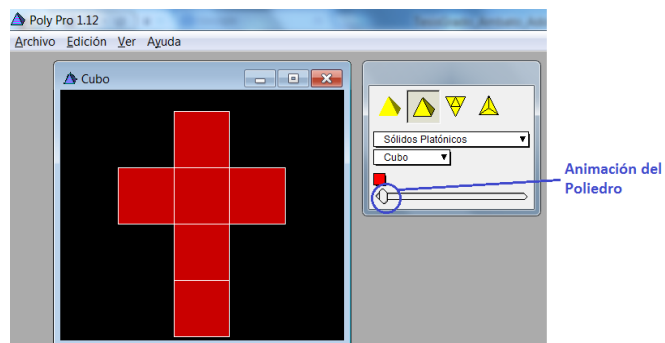 Poly Pro 1.12
Archivo Edición Ver Ayuda
Cubo
Sólidos Platónicos
Cubo
Animación del
Poliedro